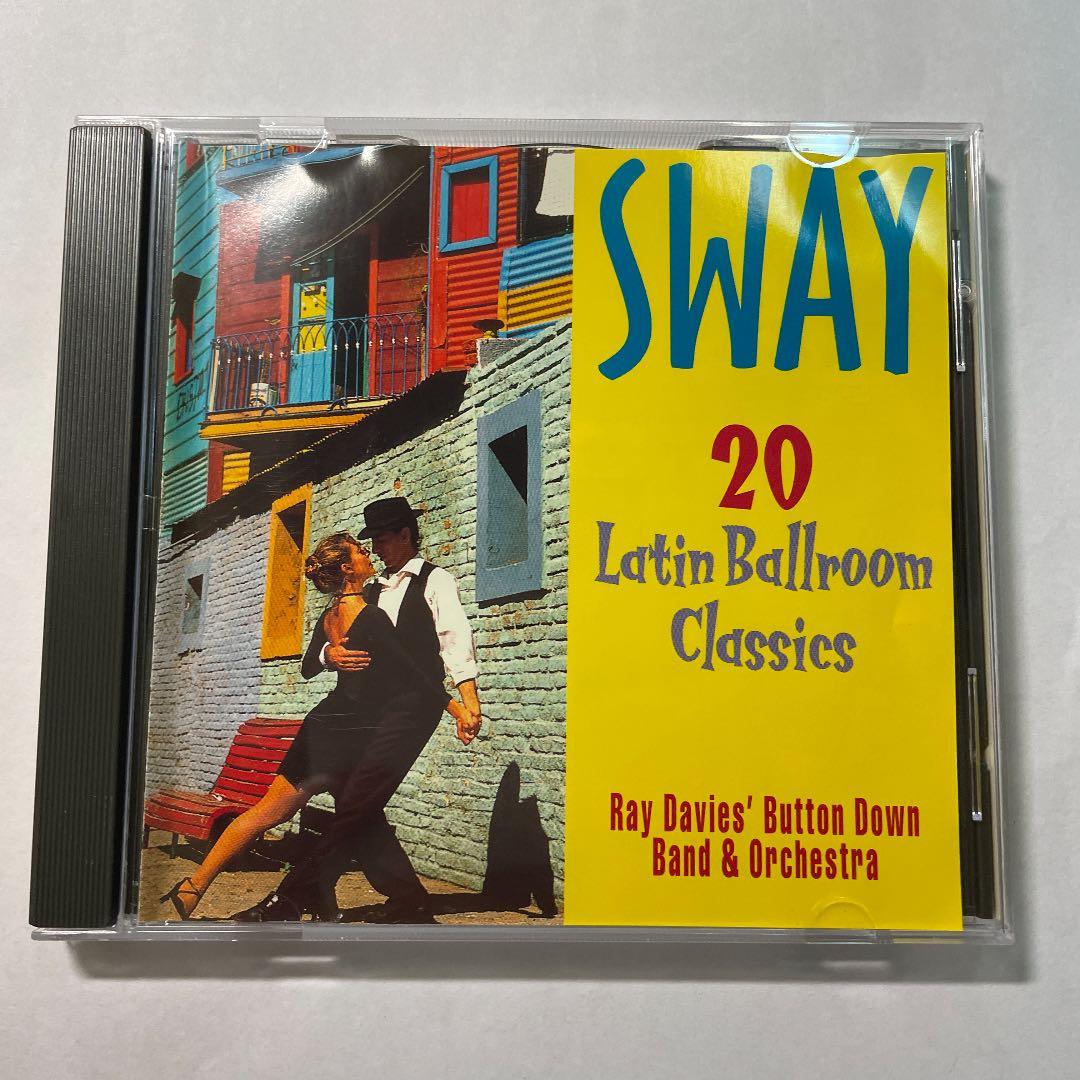 SWAY
20
Latin Ballroom
Classics
Ray Davies' Button Down
Band & Orchestra